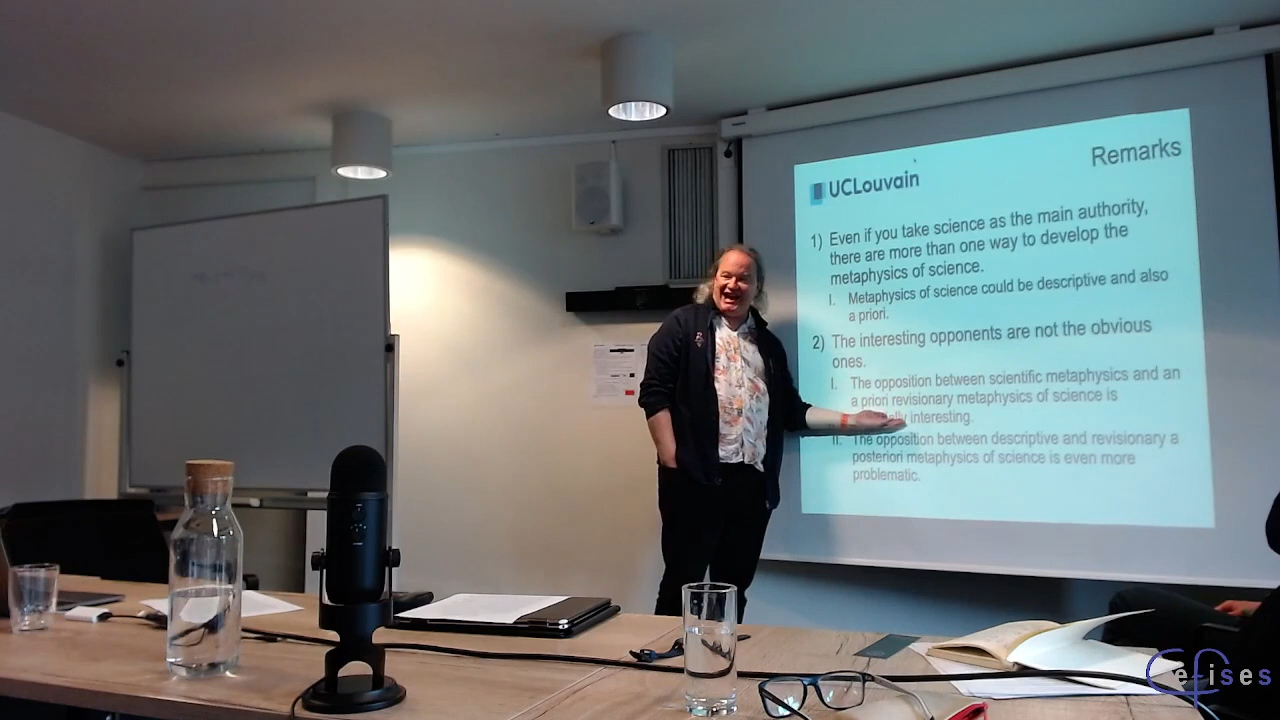 Remarks
UCLouvain
1) Even if you take science as the main authority,
there are more than one way to develop the
metaphysics of science.
I. Metaphysics of science could be descriptive and also
a priori.
2) The interesting opponents are not the obvious
ones.
I. The opposition between scientific metaphysics and an
a priori revisionary metaphysics of science is
interesting.
II. The opposition between descriptive and revisionary a
posteriori metaphysics of science is even more
problematic.
Cefises